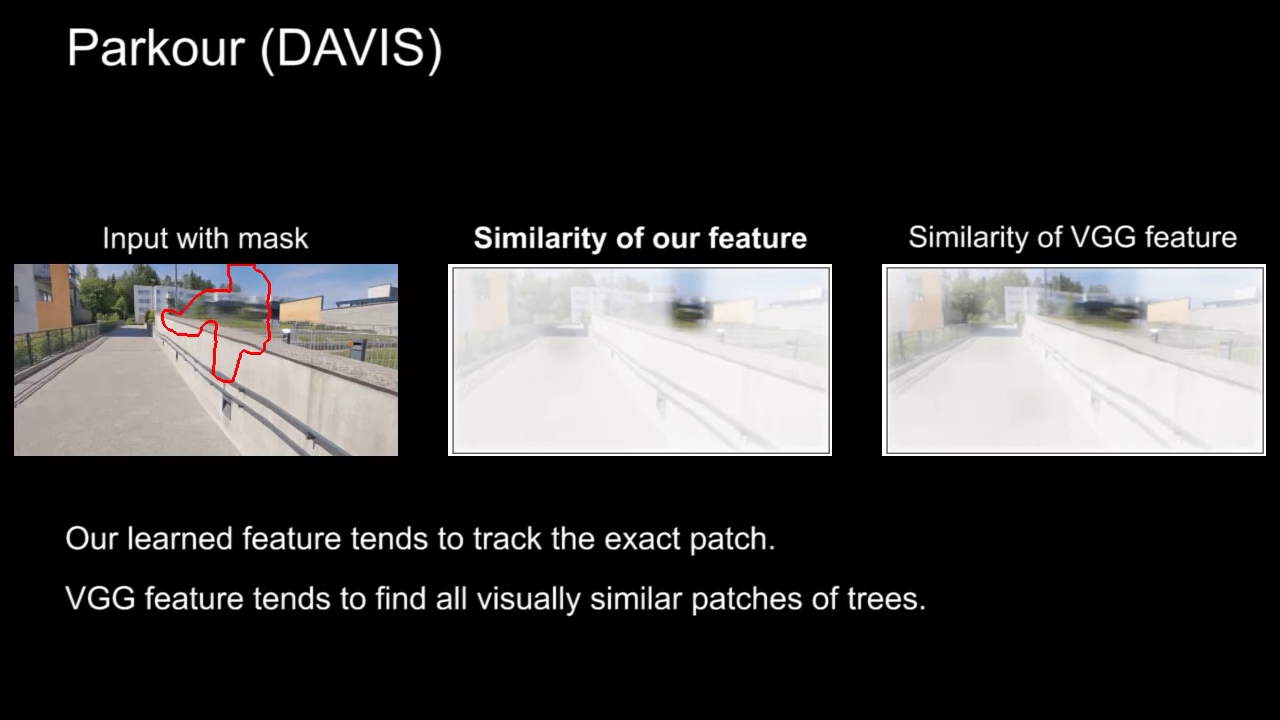 Parkour (DAVIS)
Input with mask
Similarity of our feature
Similarity of VGG feature
Our learned feature tends to track the exact patch.
VGG feature tends to find all visually similar patches of trees.